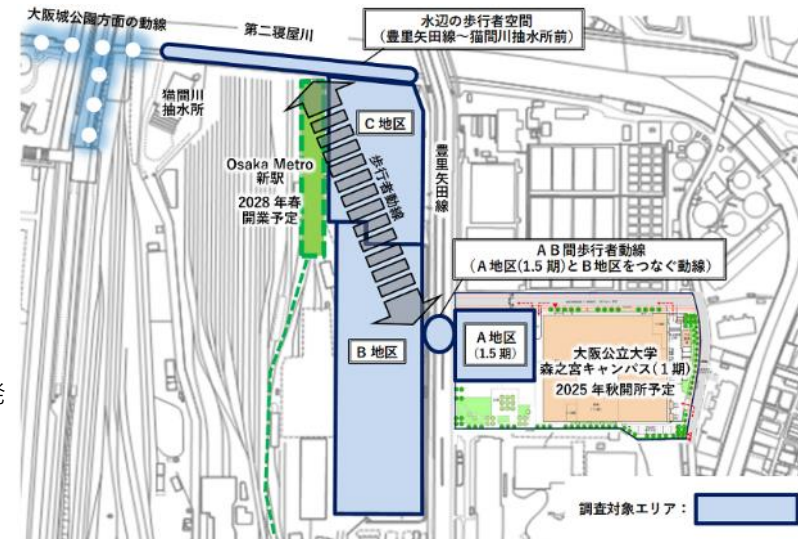 大阪城公園方面の動線
第二寝屋川
水辺の歩行者空間
(豊里矢田線～猫間川抽水所前)
猫間川
抽水所
C 地区
Osaka Metro
新駅
2028 年春
開業予定
歩行者動線
豊里矢田線
AB間歩行者動線
(A地区(1.5 期)とB地区をつなぐ動線)
B 地区
A 地区
(1.5 期)
大阪公立大学
森之宮キャンパス(1期)
2025 年秋開所予定
発
調査対象エリア：